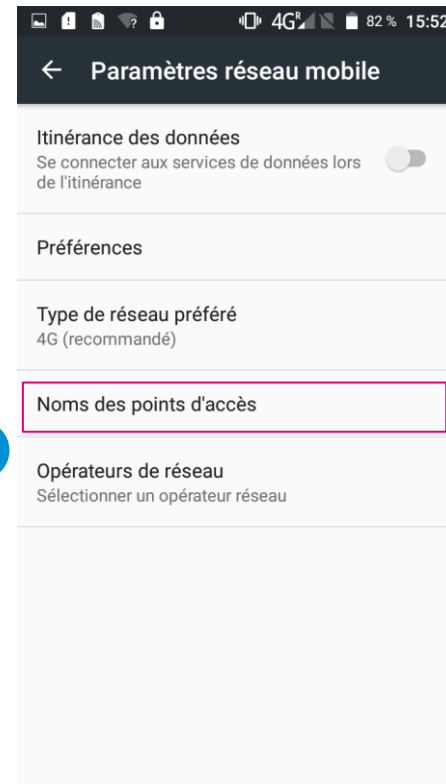 4G R 82 % 15:52
Paramètres réseau mobile
Itinérance des données
Se connecter aux services de données lors
de l'itinérance
Préférences
Type de réseau préféré
4G (recommandé)
Noms des points d'accès
Opérateurs de réseau
Sélectionner un opérateur réseau